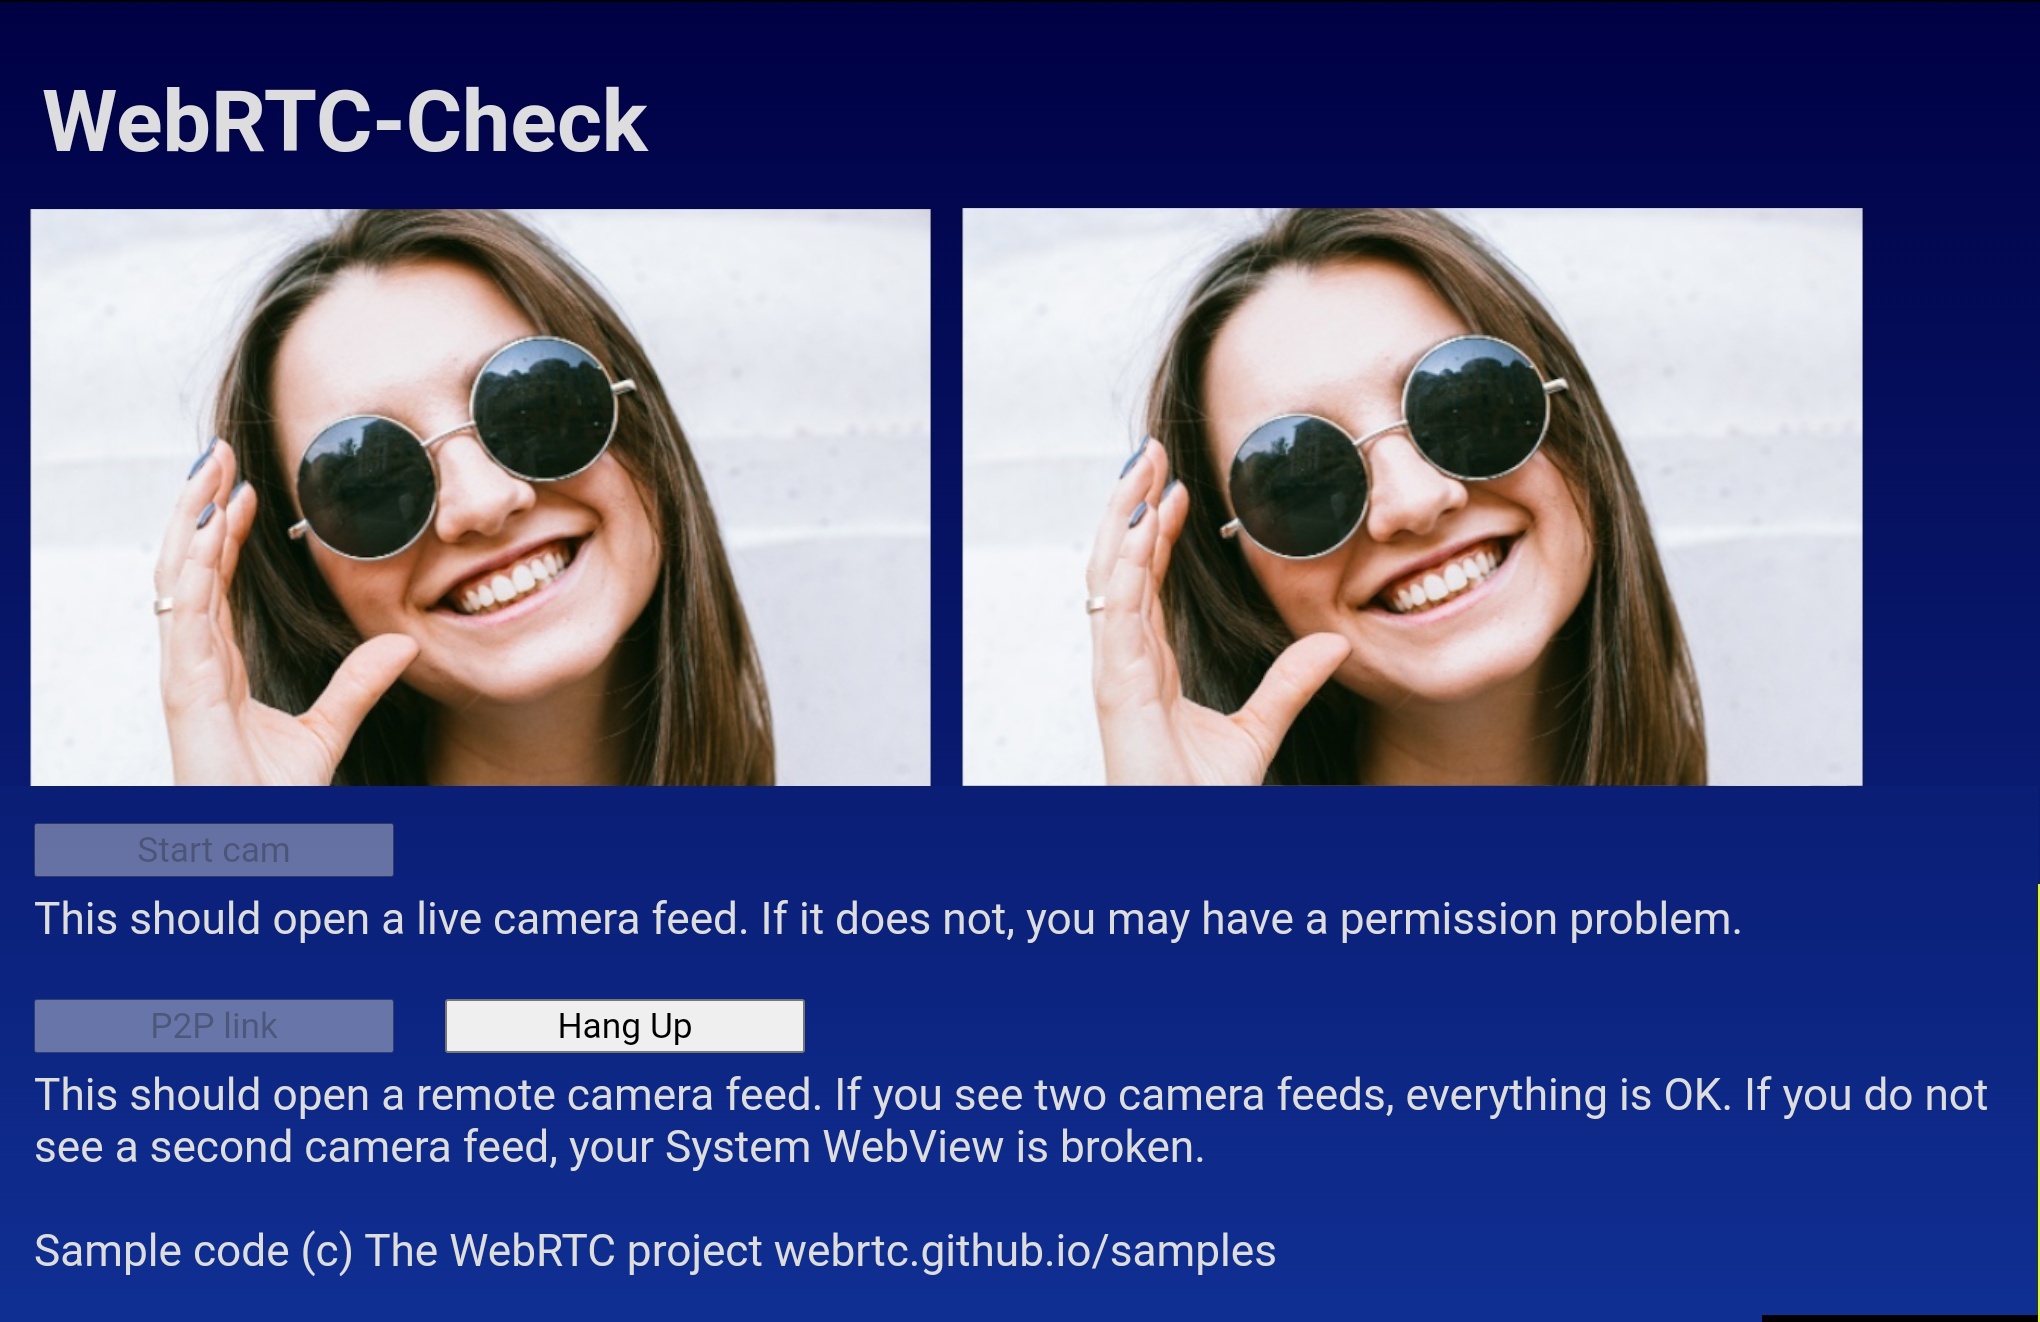 WebRTC-Check
Start cam
This should open a live camera feed. If it does not, you may have a permission problem.
P2P link
Hang Up
This should open a remote camera feed. If you see two camera feeds, everything is OK. If you do not
see a second camera feed, your System WebView is broken.
Sample code (c) The WebRTC project webrtc.github.io/samples